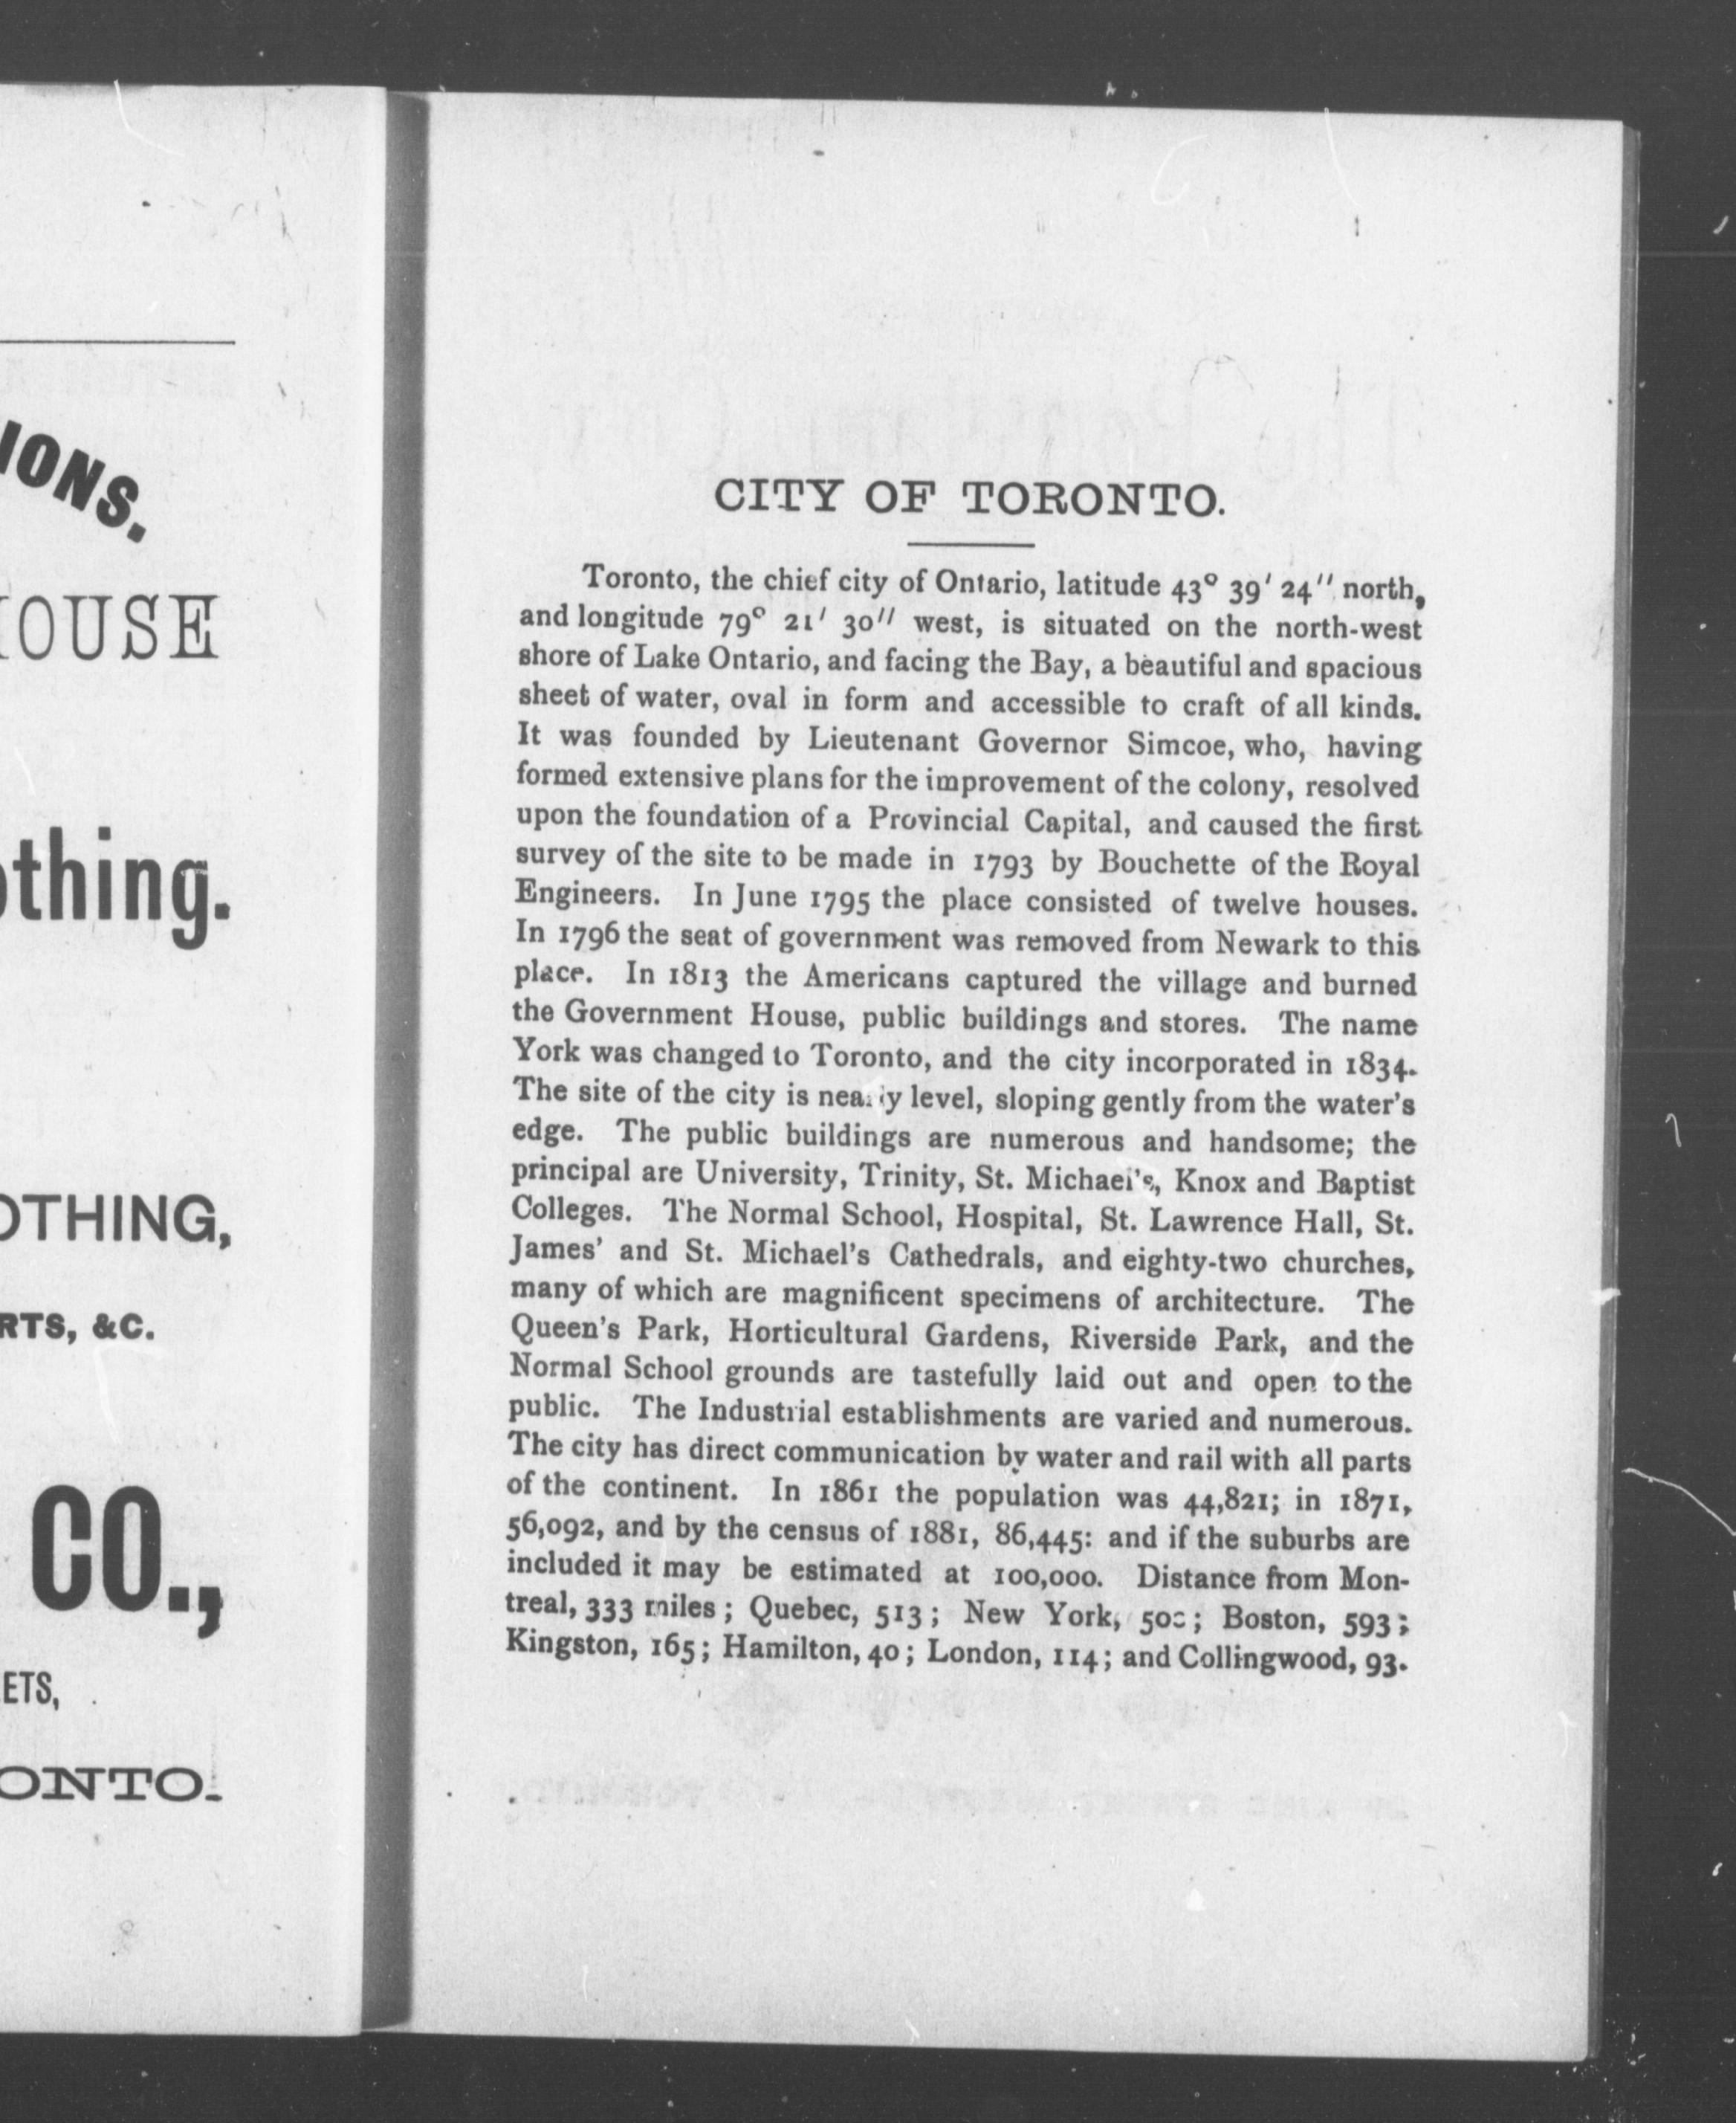 IONS.
HOUSE
othing.
OTHING,
RTS, &C.
CO.,
ETS,
ONTO.
CITY OF TORONTO.
Toronto, the chief city of Ontario, latitude 43° 39′ 24″ north,
and longitude 79° 21′ 30″ west, is situated on the north-west
shore of Lake Ontario, and facing the Bay, a beautiful and spacious
sheet of water, oval in form and accessible to craft of all kinds.
It was founded by Lieutenant Governor Simcoe, who, having
formed extensive plans for the improvement of the colony, resolved
upon the foundation of a Provincial Capital, and caused the first
survey of the site to be made in 1793 by Bouchette of the Royal
Engineers. In June 1795 the place consisted of twelve houses.
In 1796 the seat of government was removed from Newark to this
place. In 1813 the Americans captured the village and burned
the Government House, public buildings and stores. The name
York was changed to Toronto, and the city incorporated in 1834.
The site of the city is nearly level, sloping gently from the water's
edge. The public buildings are numerous and handsome; the
principal are University, Trinity, St. Michael's, Knox and Baptist
Colleges. The Normal School, Hospital, St. Lawrence Hall, St.
James' and St. Michael's Cathedrals, and eighty-two churches,
many of which are magnificent specimens of architecture. The
Queen's Park, Horticultural Gardens, Riverside Park, and the
Normal School grounds are tastefully laid out and open to the
public. The Industrial establishments are varied and numerous.
The city has direct communication by water and rail with all parts
of the continent. In 1861 the population was 44,821; in 1871,
56,092, and by the census of 1881, 86,445: and if the suburbs are
included it may be estimated at 100,000. Distance from Mon-
treal, 333 miles; Quebec, 513; New York, Boston, 593;
Kingston, 165; Hamilton, 40; London, 114; and Collingwood, 93.